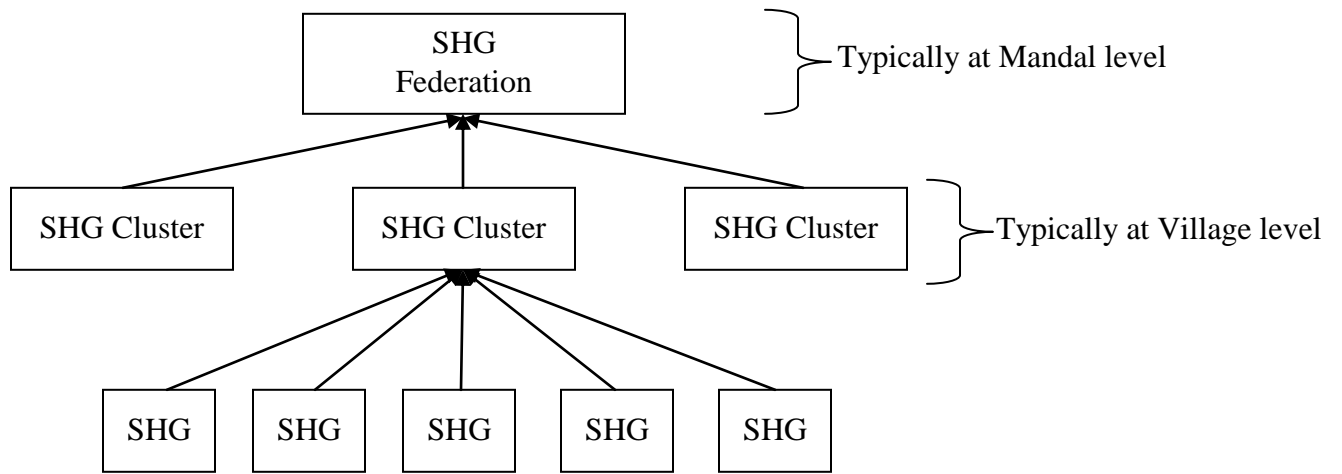 SHG
Federation
Typically at Mandal level
SHG Cluster
SHG Cluster
SHG Cluster
Typically at Village level
SHG
SHG
SHG
SHG
SHG